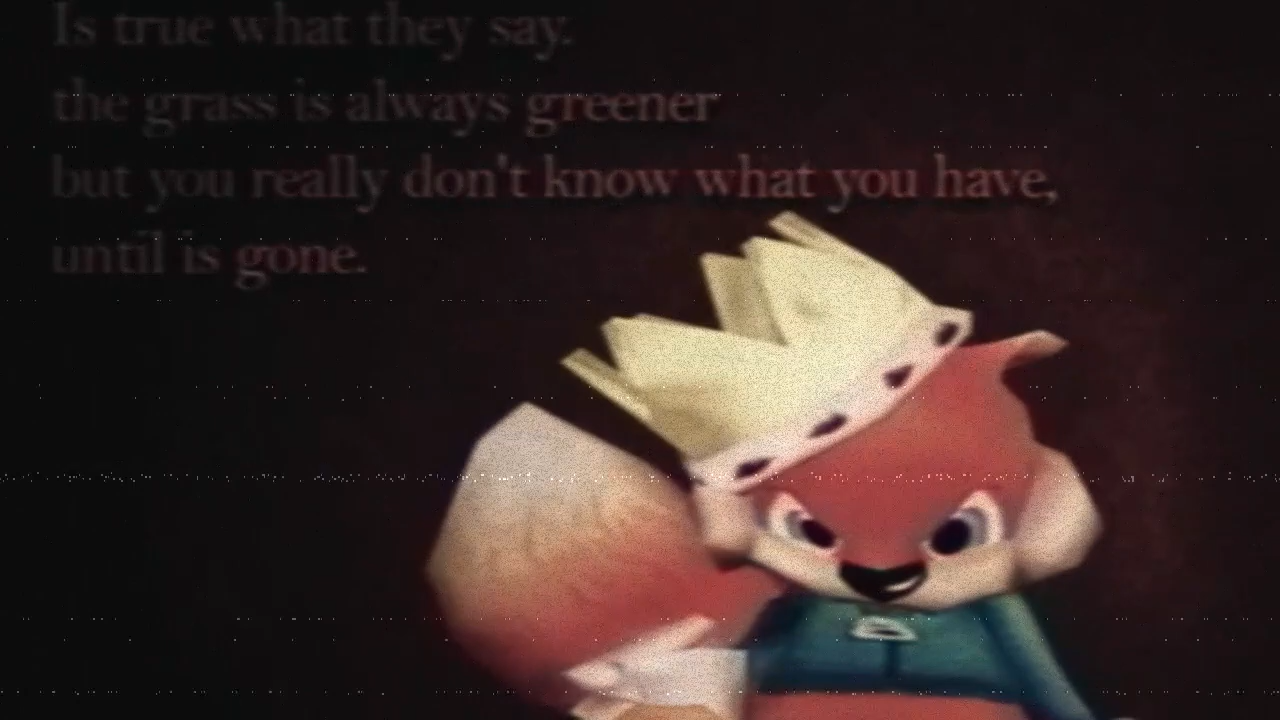 Is true what they say.
the grass is always greener
but you really don't know what you have,
until is gone.